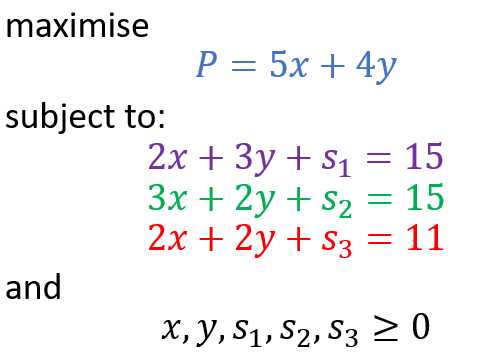 maximise
P = 5x + 4y
subject to:
2x + 3y + s₁ = 15
3x + 2y + s₂ = 15
2x + 2y + s₃ = 11
and
x, y, s₁, s₂, s₃ ≥ 0